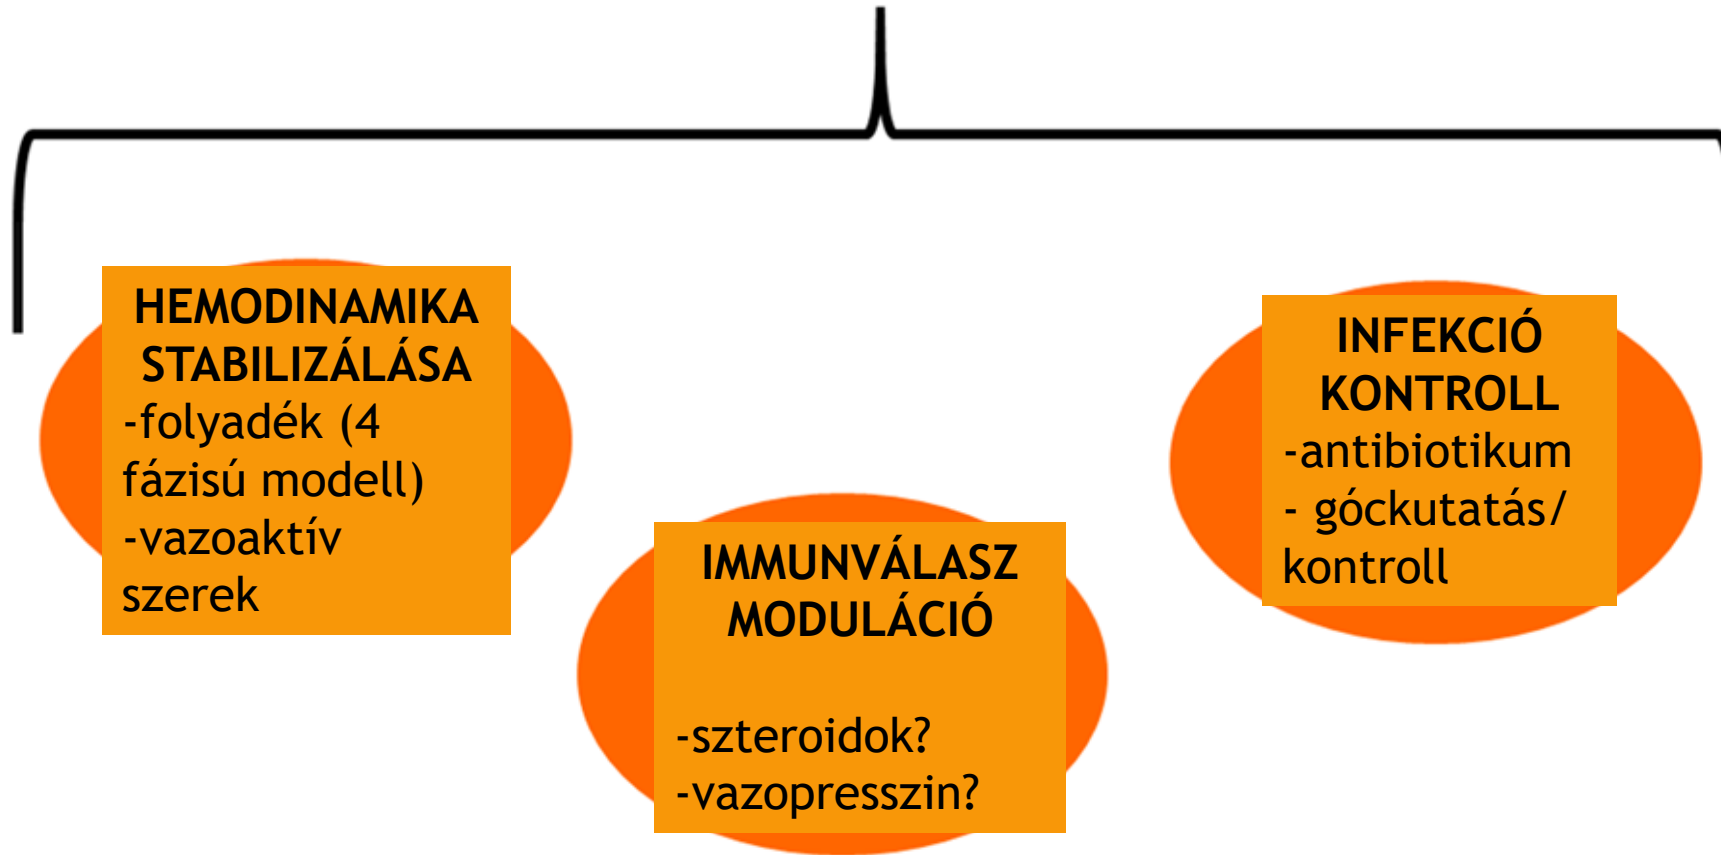 HEMODINAMIKA
STABILIZÁLÁSA
-folyadék (4
fázisú modell)
-vazoaktív
szerek
IMMUNVÁLASZ
MODULÁCIÓ
-szteroidok?
-vazopresszin?
INFEKCIÓ
KONTROLL
-antibiotikum
- góckutatás/
kontroll